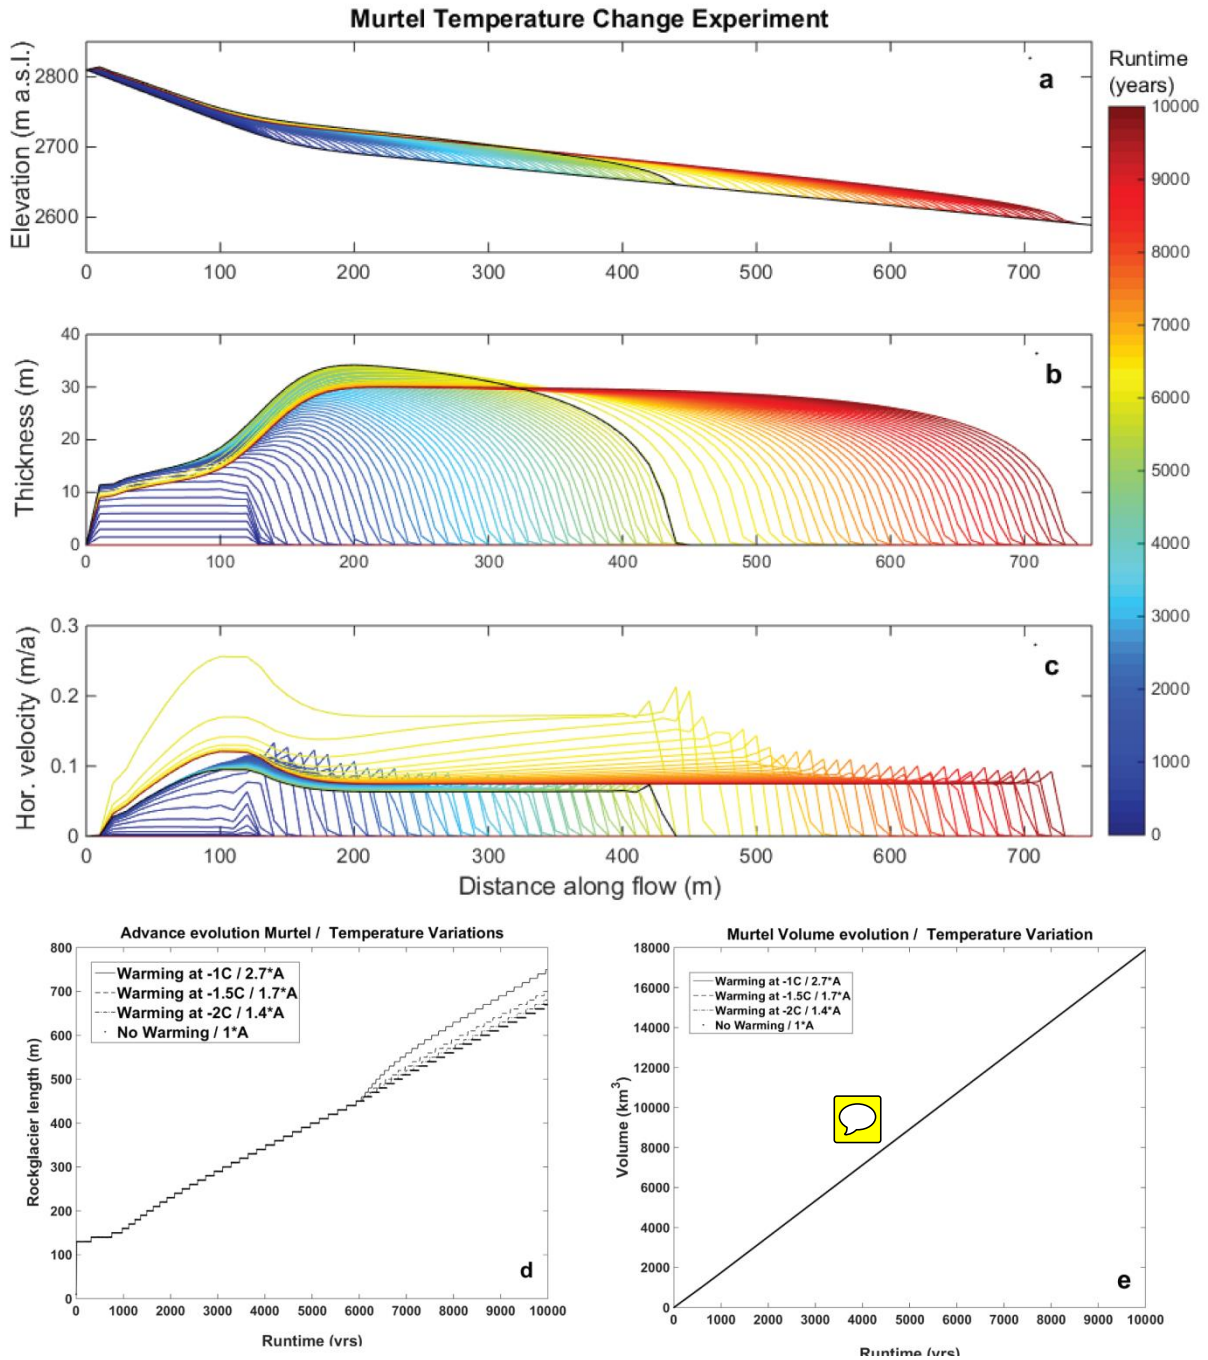 Murtel Temperature Change Experiment
Elevation (m a.s.l.)
2800
2700
2600
a
0 100 200 300 400 500 600 700
Runtime
(years)
10000
9000
8000
7000
6000
5000
4000
3000
2000
1000
0
Thickness (m)
40
30
20
10
0
b
0 100 200 300 400 500 600 700
Hor. velocity (m/a)
0.3
0.2
0.1
0
c
0 100 200 300 400 500 600 700
Distance along flow (m)
Advance evolution Murtel / Temperature Variations
Rockglacier length (m)
800
700
600
500
400
300
200
100
0
Warming at -1C / 2.7*A
Warming at -1.5C / 1.7*A
Warming at -2C / 1.4*A
No Warming / 1*A
d
0 1000 2000 3000 4000 5000 6000 7000 8000 9000 10000
Runtime (yrs)
Murtel Volume evolution / Temperature Variation
Volume (km3)
18000
16000
14000
12000
10000
8000
6000
4000
2000
0
Warming at -1C / 2.7*A
Warming at -1.5C / 1.7*A
Warming at -2C / 1.4*A
No Warming / 1*A
e
0 1000 2000 3000 4000 5000 6000 7000 8000 9000 10000
Runtime (yrs)